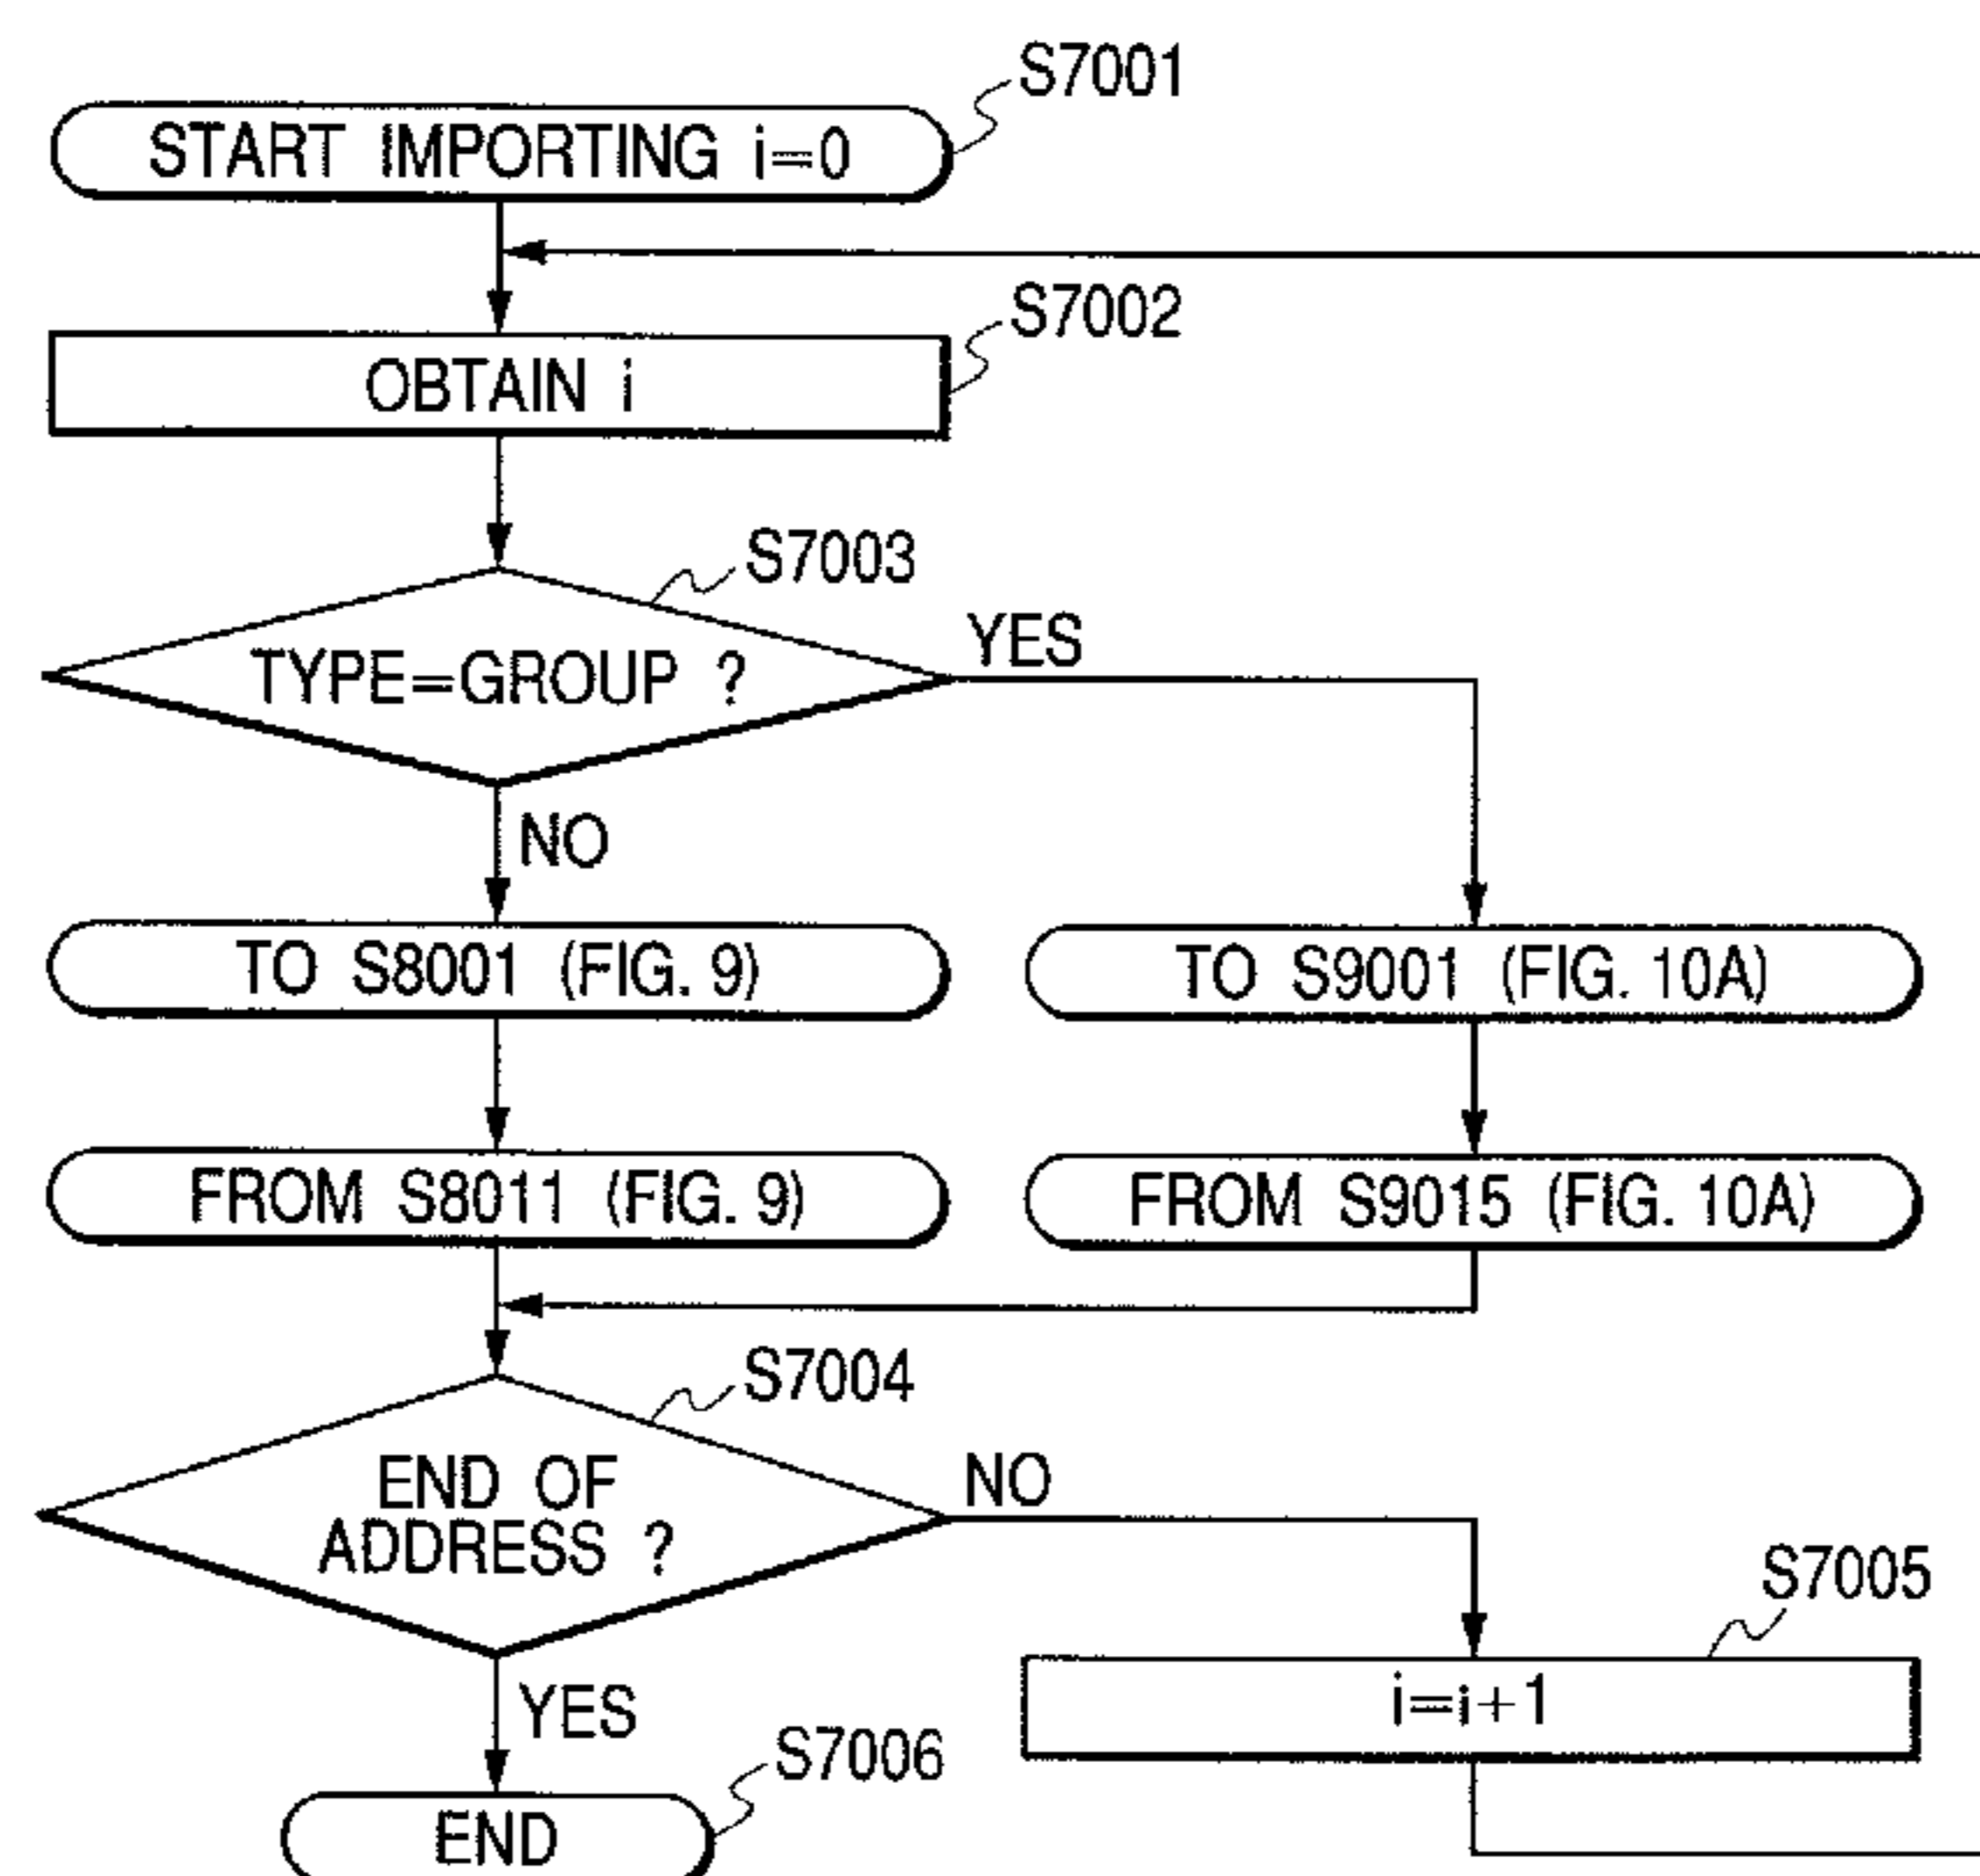 S7001
START IMPORTING i=0
S7002
OBTAIN i
S7003
TYPE=GROUP ?
YES
NO
TO S8001 (FIG. 9)
TO S9001 (FIG. 10A)
FROM S8011 (FIG. 9)
FROM S9015 (FIG. 10A)
S7004
END OF
ADDRESS ?
NO
S7005
i=i+1
YES
S7006
END